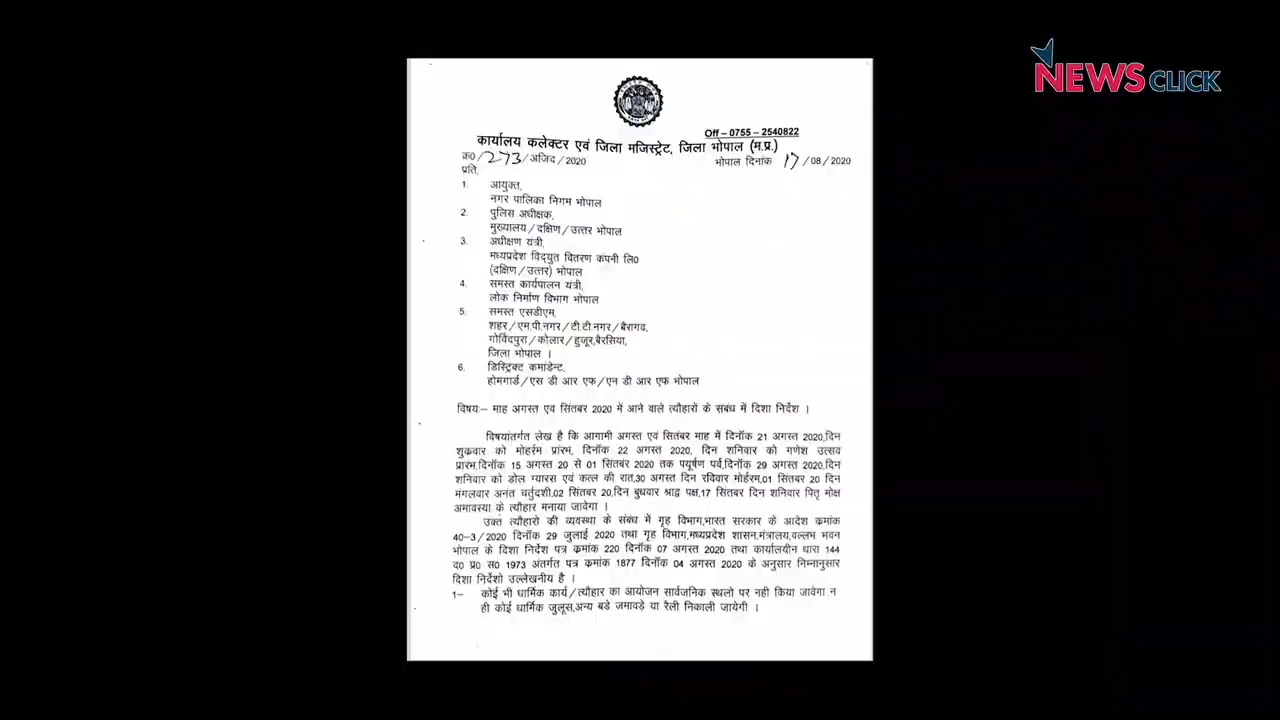 NEWSCLICK
Off – 0755 – 2540822
कार्यालय कलेक्टर एवं जिला मजिस्ट्रेट, जिला भोपाल (म.प्र.)
क्र0/273/अजिद/2020 भोपाल दिनांक 17/08/2020
प्रति,
1. आयुक्त,
नगर पालिका निगम भोपाल
2. पुलिस अधीक्षक,
मुख्यालय/दक्षिण/उत्तर भोपाल
3. अधीक्षण यंत्री,
मध्यप्रदेश विद्युत वितरण कंपनी लि0
(दक्षिण/उत्तर) भोपाल
4. समस्त कार्यपालन यंत्री,
लोक निर्माण विभाग भोपाल
5. समस्त एसडीएम,
शहर/एम.पी.नगर/टी.टी.नगर/बैरागढ,
गोविंदपुरा/कोलार/हुजूर,बैरसिया,
जिला भोपाल ।
6. डिस्ट्रिक्ट कमांडेन्ट,
होमगार्ड/एस डी आर एफ/एन डी आर एफ भोपाल
विषयः– माह अगस्त एवं सितंबर 2020 में आने वाले त्यौहारों के संबंध में दिशा निर्देश ।
विषयांतर्गत लेख है कि आगामी अगस्त एवं सितंबर माह में दिनॉक 21 अगस्त 2020,दिन
शुक्रवार को मोहर्रम प्रारंभ, दिनॉक 22 अगस्त 2020, दिन शनिवार को गणेश उत्सव
प्रारंभ,दिनॉक 15 अगस्त 20 से 01 सितंबर 2020 तक पर्यूर्षण पर्व,दिनॉक 29 अगस्त 2020,दिन
शनिवार को डोल ग्यारस एवं कत्ल की रात,30 अगस्त दिन रविवार मोर्हरम,01 सितंबर 20 दिन
मंगलवार अनंत चर्तुदशी,02 सितंबर 20,दिन बुधवार श्राद्व पक्ष,17 सितंबर दिन शनिवार पितृ मोक्ष
अमावस्या के त्यौहार मनाया जावेगा ।
उक्त त्यौहारो की व्यवस्था के संबंध में गृह विभाग,भारत सरकार के आदेश क्रमांक
40-3/2020 दिनॉक 29 जुलाई 2020 तथा गृह विभाग,मध्यप्रदेश शासन,मंत्रालय,वल्लभ भवन
भोपाल के दिशा निर्देश पत्र क्रमांक 220 दिनॉक 07 अगस्त 2020 तथा कार्यालयीन धारा 144
द0 प्र0 स0 1973 अंतर्गत पत्र क्रमांक 1877 दिनॉक 04 अगस्त 2020 के अनुसार निम्नानुसार
दिशा निर्देशो उल्लेखनीय है ।
1– कोई भी धार्मिक कार्य/त्यौहार का आयोजन सार्वजनिक स्थलो पर नही किया जावेगा न
ही कोई धार्मिक जुलूस,अन्य बडे जमावडे या रैली निकाली जायेगी ।